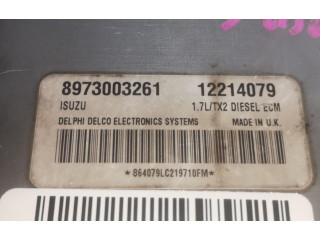 8973003261 12214079
ISUZU 1.7L/TX2 DIESEL ECM
DELPHI DELCO ELECTRONICS SYSTEMS MADE IN U.K.
*864079LC219710FM*